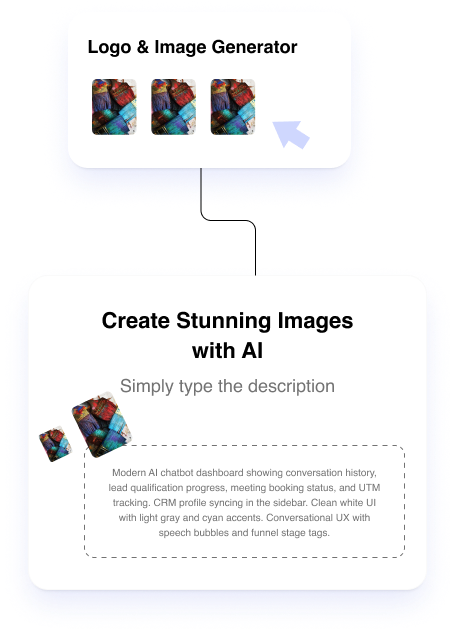 Logo & Image Generator
Create Stunning Images
with AI
Simply type the description
Modern AI chatbot dashboard showing conversation history,
lead qualification progress, meeting booking status, and UTM
tracking. CRM profile syncing in the sidebar. Clean white UI
with light gray and cyan accents. Conversational UX with
speech bubbles and funnel stage tags.